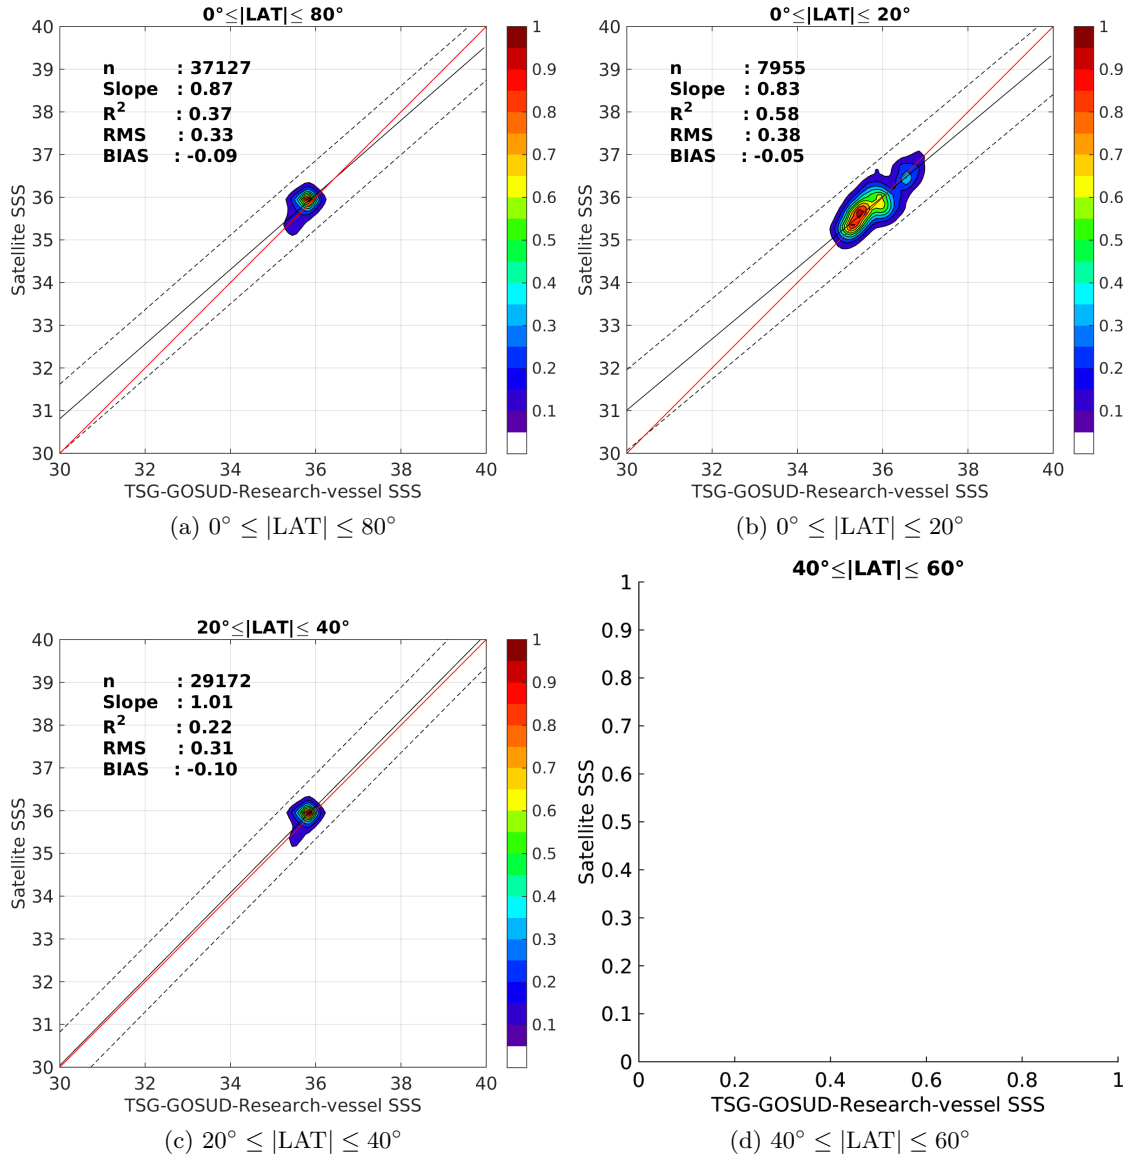 0°≤|LAT|≤ 80°
n : 37127
Slope : 0.87
R2 : 0.37
RMS : 0.33
BIAS : -0.09
40
39
38
37
36
35
34
33
32
31
30
30 32 34 36 38 40
Satellite SSS
TSG-GOSUD-Research-vessel SSS
1
0.9
0.8
0.7
0.6
0.5
0.4
0.3
0.2
0.1
(a) 0° ≤ |LAT| ≤ 80°
0°≤|LAT|≤ 20°
n : 7955
Slope : 0.83
R2 : 0.58
RMS : 0.38
BIAS : -0.05
40
39
38
37
36
35
34
33
32
31
30
30 32 34 36 38 40
Satellite SSS
TSG-GOSUD-Research-vessel SSS
1
0.9
0.8
0.7
0.6
0.5
0.4
0.3
0.2
0.1
(b) 0° ≤ |LAT| ≤ 20°
20°≤|LAT|≤ 40°
n : 29172
Slope : 1.01
R2 : 0.22
RMS : 0.31
BIAS : -0.10
40
39
38
37
36
35
34
33
32
31
30
30 32 34 36 38 40
Satellite SSS
TSG-GOSUD-Research-vessel SSS
1
0.9
0.8
0.7
0.6
0.5
0.4
0.3
0.2
0.1
(c) 20° ≤ |LAT| ≤ 40°
40°≤|LAT|≤ 60°
1
0.9
0.8
0.7
0.6
0.5
0.4
0.3
0.2
0.1
0
0 0.2 0.4 0.6 0.8 1
Satellite SSS
TSG-GOSUD-Research-vessel SSS
(d) 40° ≤ |LAT| ≤ 60°